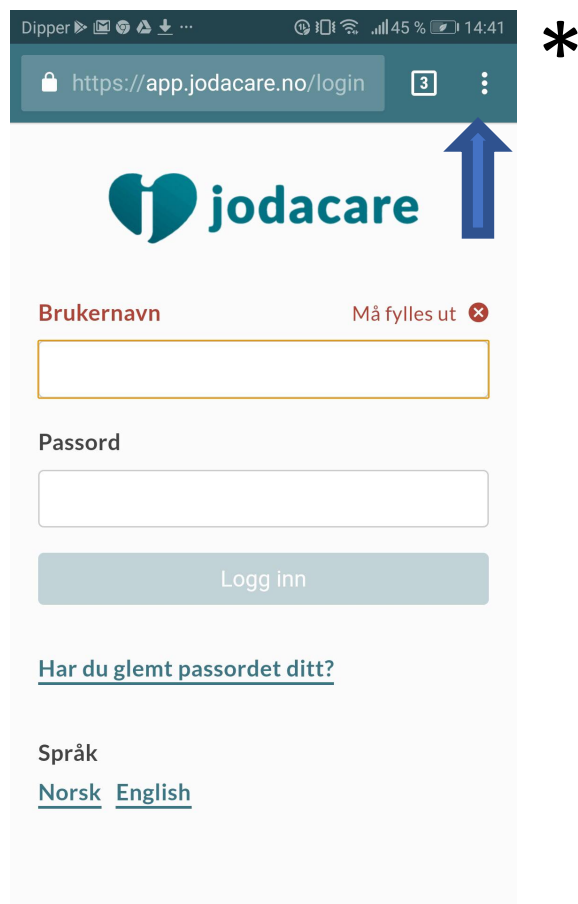 Dipper ... 45 % 14:41
https://app.jodacare.no/login 3
*
jodacare
Brukernavn Må fylles ut
Passord
Logg inn
Har du glemt passordet ditt?
Språk
Norsk English